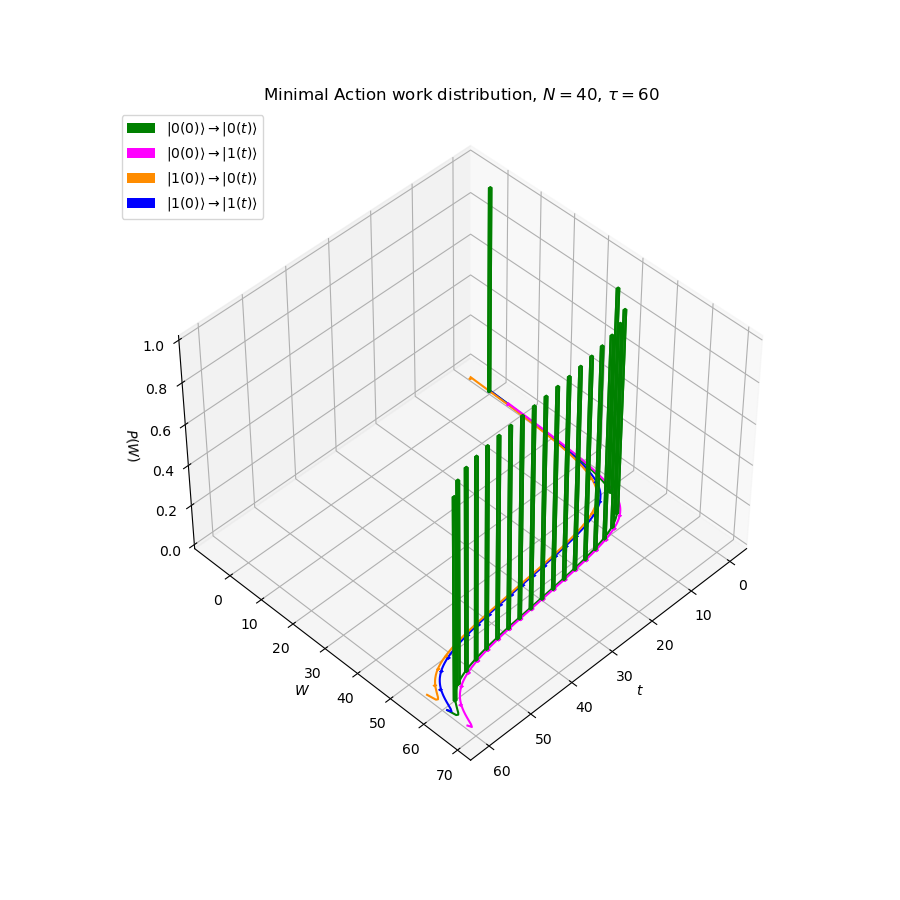 Minimal Action work distribution, N = 40, τ = 60
|0(0)⟩ → |0(t)⟩
|0(0)⟩ → |1(t)⟩
|1(0)⟩ → |0(t)⟩
|1(0)⟩ → |1(t)⟩
1.0
0.8
0.6
0.4
0.2
0.0
P(W)
0
10
20
30
40
50
60
70
W
0
10
20
30
40
50
60
t